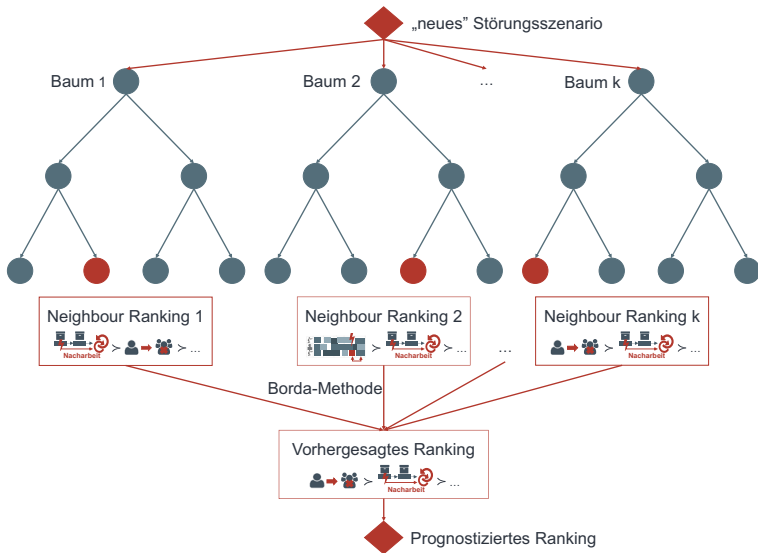 „neues” Störungsszenario
Baum 1
Baum 2
...
Baum k
Neighbour Ranking 1
≻ ≻ ...
Nacharbeit
Neighbour Ranking 2
≻ ≻ ...
Nacharbeit
...
Neighbour Ranking k
≻ ≻ ...
Nacharbeit
Borda-Methode
Vorhergesagtes Ranking
≻ ≻ ...
Nacharbeit
Prognostiziertes Ranking